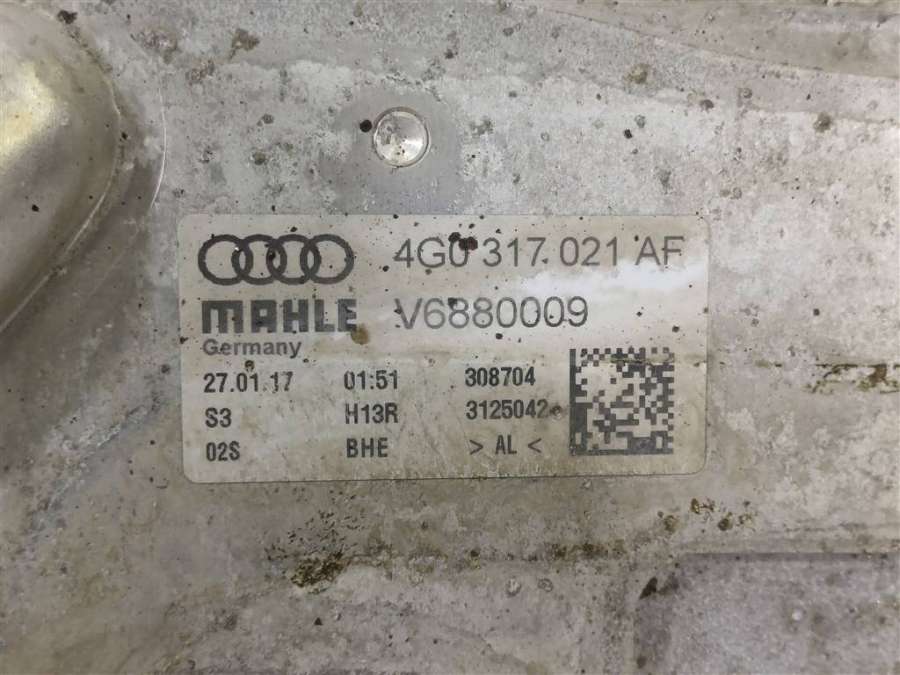 4G0 317 021 AF
MAHLE V6880009
Germany
27.01.17 01:51 308704
S3 H13R 3125042
02S BHE > AL <